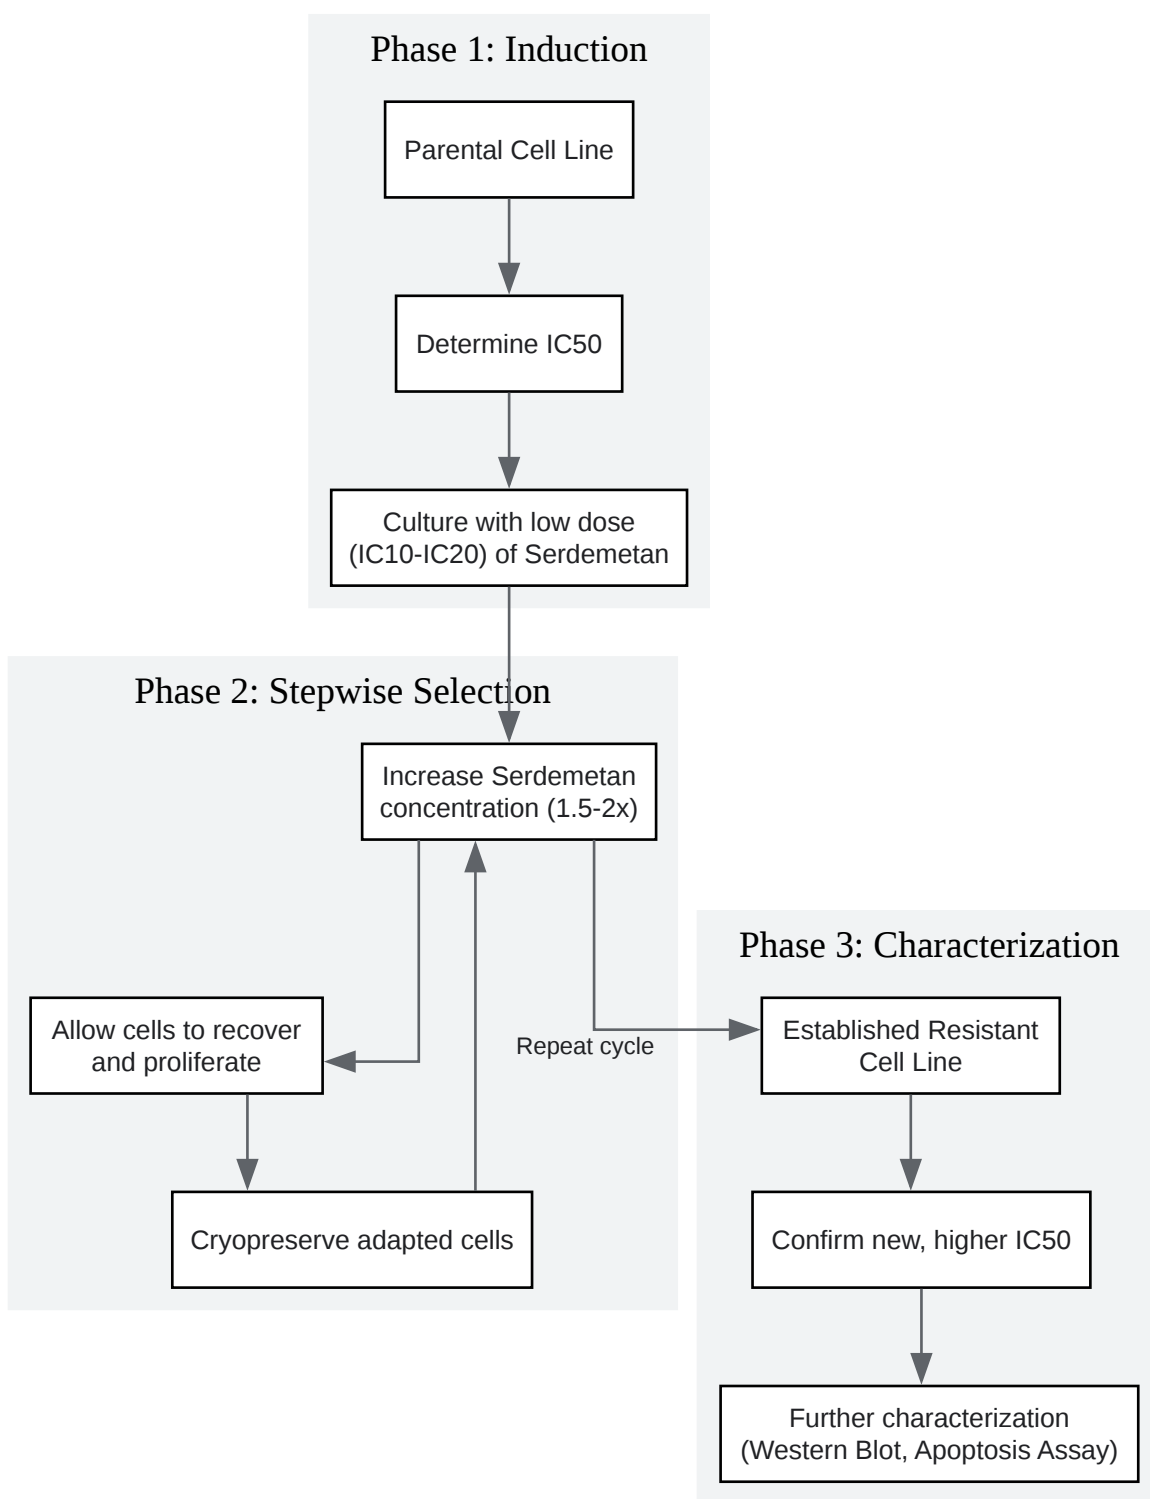 Phase 1: Induction
Parental Cell Line
Determine IC50
Culture with low dose
(IC10-IC20) of Serdemetan
Phase 2: Stepwise Selection
Increase Serdemetan
concentration (1.5-2x)
Allow cells to recover
and proliferate
Cryopreserve adapted cells
Repeat cycle
Phase 3: Characterization
Established Resistant
Cell Line
Confirm new, higher IC50
Further characterization
(Western Blot, Apoptosis Assay)